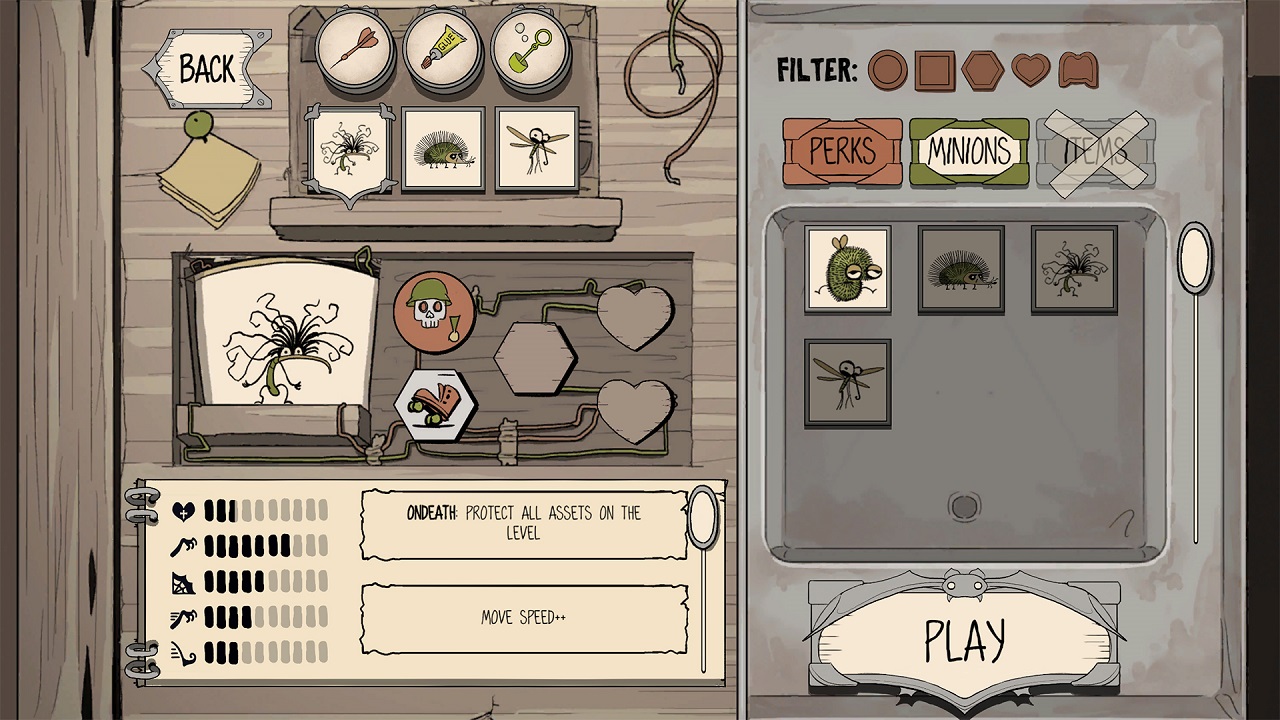 BACK
GLUE
FILTER:
PERKS
MINIONS
ITEMS
ONDEATH: PROTECT ALL ASSETS ON THE
LEVEL
MOVE SPEED++
PLAY